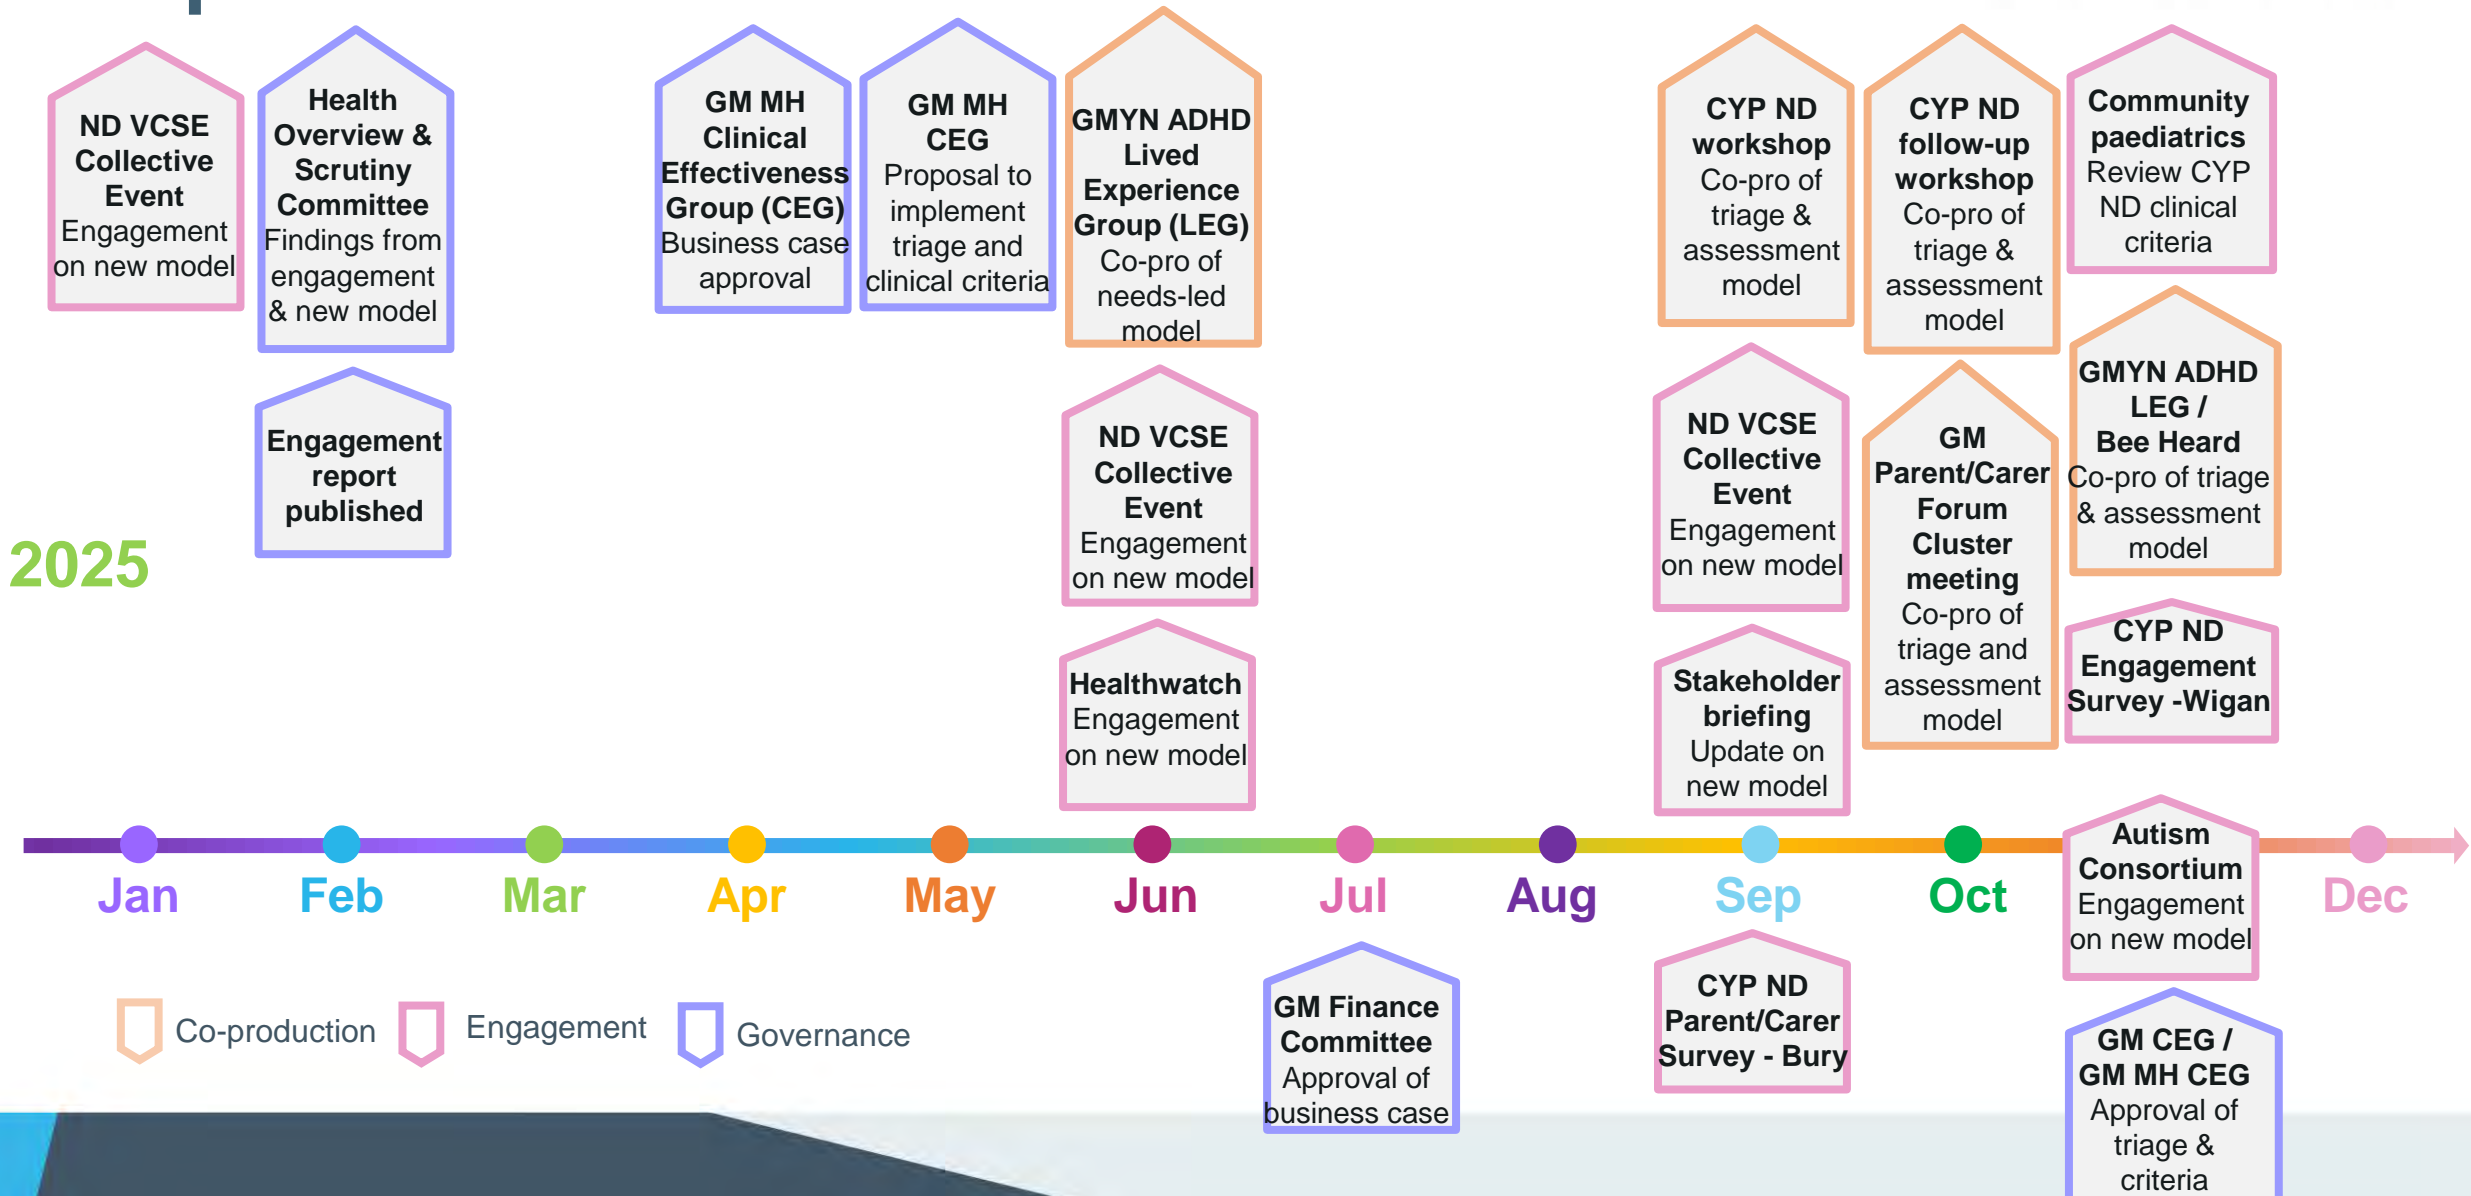 ND VCSE
Collective
Event
Engagement
on new model
Health
Overview &
Scrutiny
Committee
Findings from
engagement
& new model
Engagement
report
published
GM MH
Clinical
Effectiveness
Group (CEG)
Business case
approval
GM MH
CEG
Proposal to
implement
triage and
clinical criteria
GMYN ADHD
Lived
Experience
Group (LEG)
Co-pro of
needs-led
model
ND VCSE
Collective
Event
Engagement
on new model
Healthwatch
Engagement
on new model
CYP ND
workshop
Co-pro of
triage &
assessment
model
ND VCSE
Collective
Event
Engagement
on new model
Stakeholder
briefing
Update on
new model
CYP ND
follow-up
workshop
Co-pro of
triage &
assessment
model
GM
Parent/Carer
Forum
Cluster
meeting
Co-pro of
triage and
assessment
model
Community
paediatrics
Review CYP
ND clinical
criteria
GMYN ADHD
LEG /
Bee Heard
Co-pro of triage
& assessment
model
CYP ND
Engagement
Survey -Wigan
2025
Autism
Consortium
Engagement
on new model
Jan
Feb
Mar
Apr
May
Jun
Jul
Aug
Sep
Oct
Dec
GM Finance
Committee
Approval of
business case
CYP ND
Parent/Carer
Survey - Bury
GM CEG /
GM MH CEG
Approval of
triage &
criteria
Co-production
Engagement
Governance